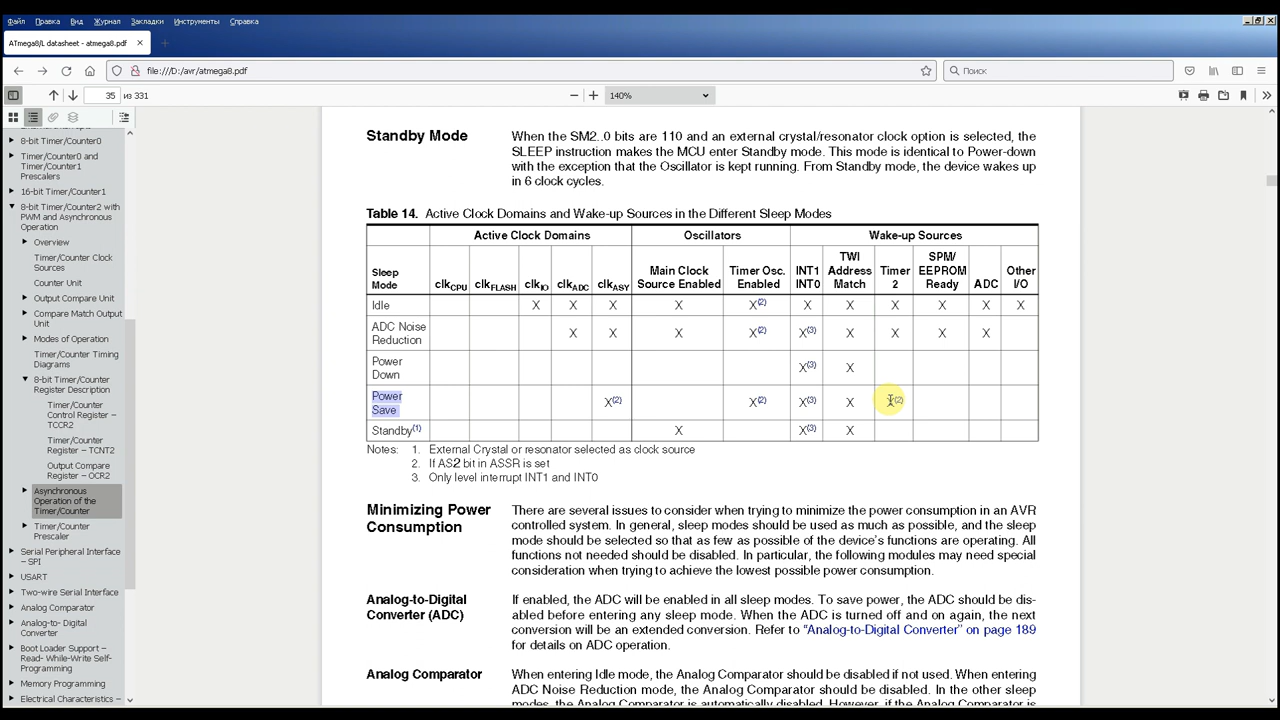 Файл Правка Вид Журнал Закладки Инструменты Справка
ATmega8/L datasheet - atmega8.pdf
file:///D:/avr/atmega8.pdf
Поиск
35 из 331
140%
8-bit Timer/Counter0
Timer/Counter0 and
Timer/Counter1
Prescalers
16-bit Timer/Counter1
8-bit Timer/Counter2 with
PWM and Asynchronous
Operation
Overview
Timer/Counter Clock
Sources
Counter Unit
Output Compare Unit
Compare Match Output
Unit
Modes of Operation
Timer/Counter Timing
Diagrams
8-bit Timer/Counter
Register Description
Timer/Counter
Control Register –
TCCR2
Timer/Counter
Register – TCNT2
Output Compare
Register – OCR2
Asynchronous
Operation of the
Timer/Counter
Timer/Counter
Prescaler
Serial Peripheral Interface
– SPI
USART
Two-wire Serial Interface
Analog Comparator
Analog-to- Digital
Converter
Boot Loader Support –
Read- While-Write Self-
Programming
Memory Programming
Electrical Characteristics –
Standby Mode
When the SM2..0 bits are 110 and an external crystal/resonator clock option is selected, the
SLEEP instruction makes the MCU enter Standby mode. This mode is identical to Power-down
with the exception that the Oscillator is kept running. From Standby mode, the device wakes up
in 6 clock cycles.
Table 14. Active Clock Domains and Wake-up Sources in the Different Sleep Modes
Active Clock Domains Oscillators Wake-up Sources
Sleep
Mode
clkCPU clkFLASH clkIO clkADC clkASY
Main Clock
Source Enabled
Timer Osc.
Enabled
INT1
INT0
TWI
Address
Match
Timer
2
SPM/
EEPROM
Ready
ADC
Other
I/O
Idle X X X X X(2) X X X X X X
ADC Noise
Reduction X X X X(2) X(3) X X X X
Power
Down X(3) X
Power
Save X(2) X(2) X(3) X X(2)
Standby(1) X X(3) X
Notes: 1. External Crystal or resonator selected as clock source
2. If AS2 bit in ASSR is set
3. Only level interrupt INT1 and INT0
Minimizing Power
Consumption
There are several issues to consider when trying to minimize the power consumption in an AVR
controlled system. In general, sleep modes should be used as much as possible, and the sleep
mode should be selected so that as few as possible of the device's functions are operating. All
functions not needed should be disabled. In particular, the following modules may need special
consideration when trying to achieve the lowest possible power consumption.
Analog-to-Digital
Converter (ADC)
If enabled, the ADC will be enabled in all sleep modes. To save power, the ADC should be dis-
abled before entering any sleep mode. When the ADC is turned off and on again, the next
conversion will be an extended conversion. Refer to “Analog-to-Digital Converter” on page 189
for details on ADC operation.
Analog Comparator
When entering Idle mode, the Analog Comparator should be disabled if not used. When entering
ADC Noise Reduction mode, the Analog Comparator should be disabled. In the other sleep
modes, the Analog Comparator is automatically disabled. However, if the Analog Comparator is